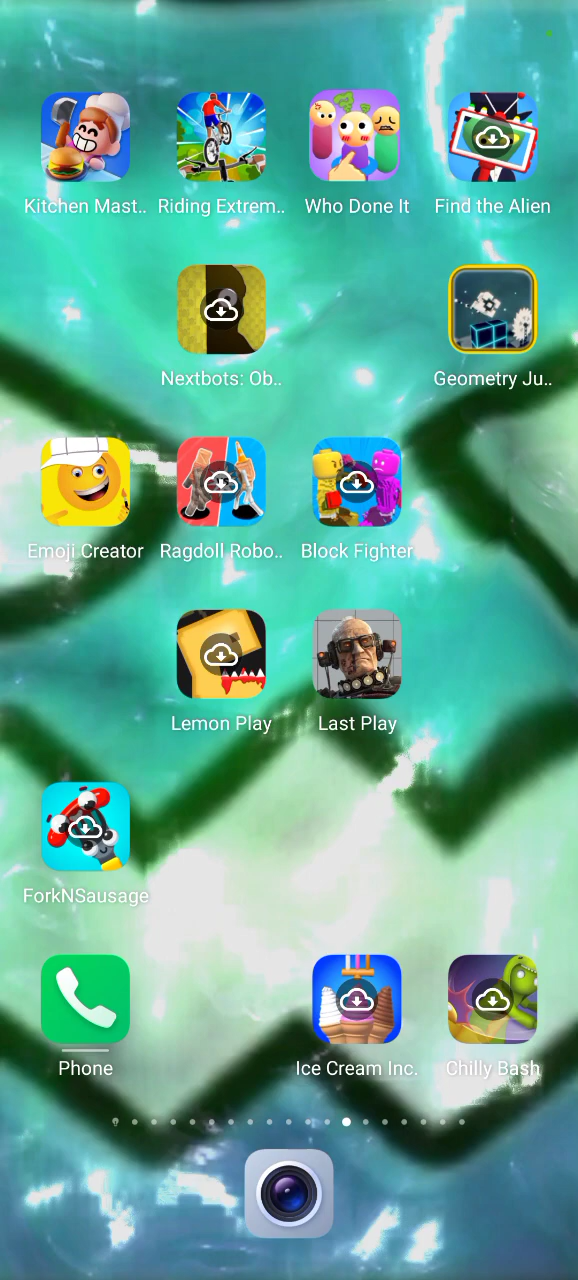 Kitchen Mast..
Riding Extrem..
Who Done It
Find the Alien
Nextbots: Ob..
Geometry Ju..
Emoji Creator
Ragdoll Robo..
Block Fighter
Lemon Play
Last Play
ForkNSausage
Phone
Ice Cream Inc.
Chilly Bash